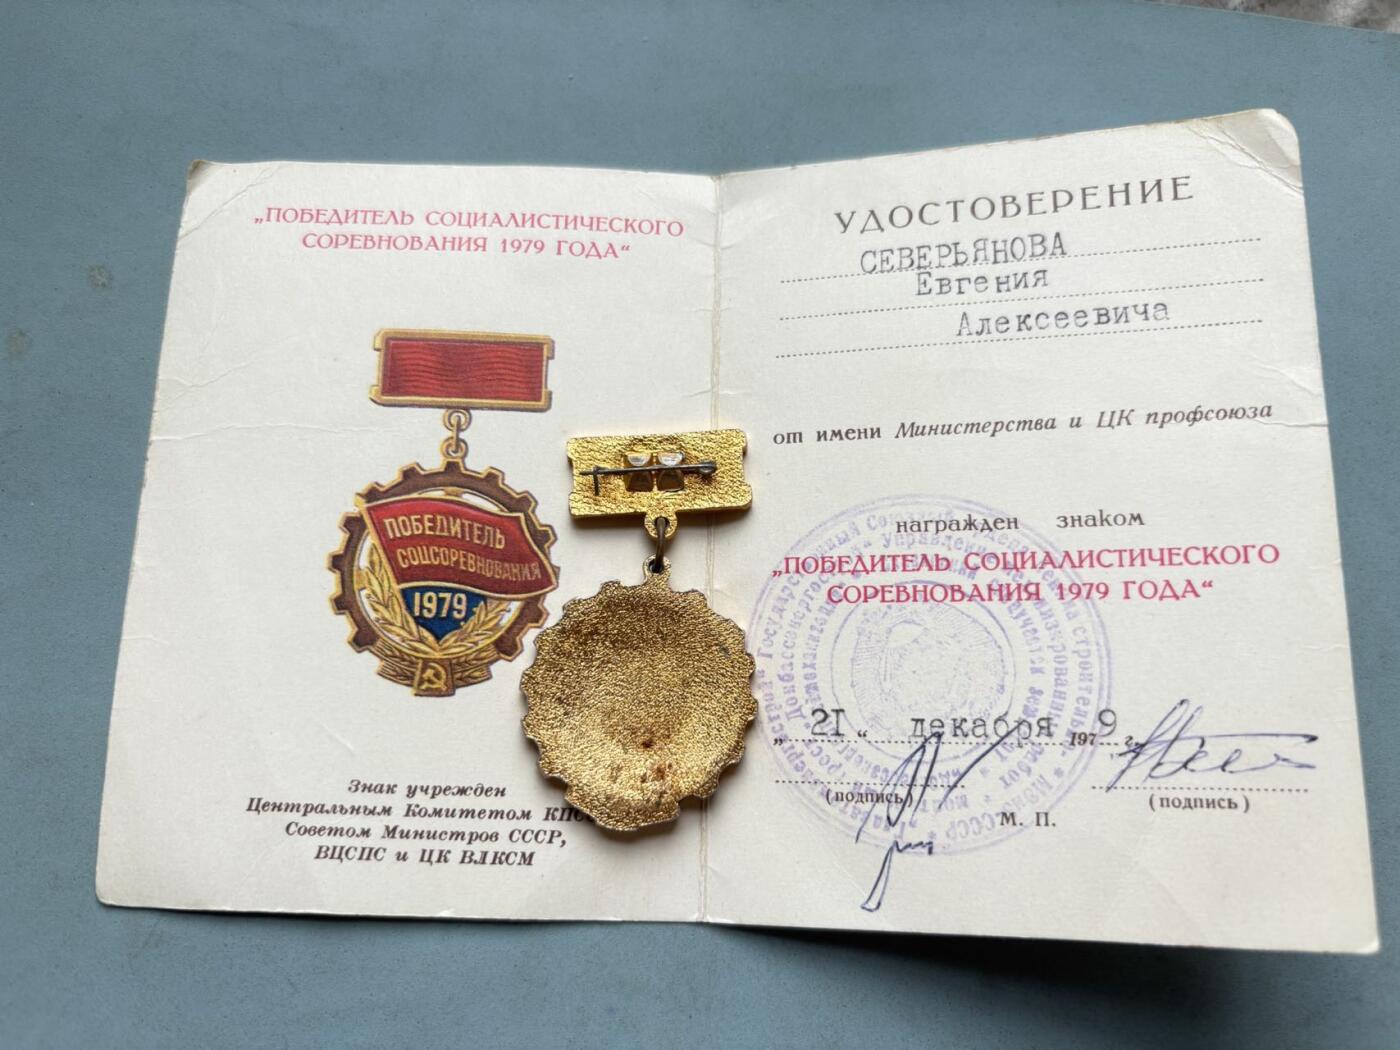 „ПОБЕДИТЕЛЬ СОЦИАЛИСТИЧЕСКОГО
СОРЕВНОВАНИЯ 1979 ГОДА“
ПОБЕДИТЕЛЬ
СОЦСОРЕВНОВАНИЯ
1979
Знак учрежден
Центральным Комитетом
Советом Министров СССР,
ВЦСПС и ЦК ВЛКСМ
УДОСТОВЕРЕНИЕ
СЕВЕРЬЯНОВА
Евгения
Алексеевича
от имени Министерства и ЦК профсоюза
награжден знаком
„ПОБЕДИТЕЛЬ СОЦИАЛИСТИЧЕСКОГО
СОРЕВНОВАНИЯ 1979 ГОДА“
„ 21 “ декабря 1979 г.
(подпись) (подпись)
М. П.